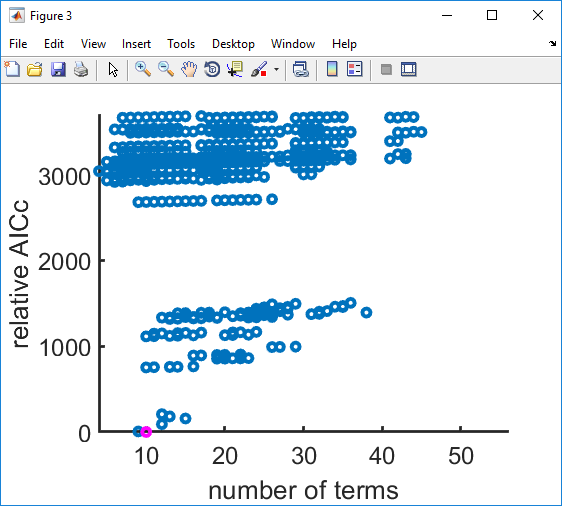 Figure 3
File Edit View Insert Tools Desktop Window Help
3000
2000
1000
0
relative AICc
10 20 30 40 50
number of terms